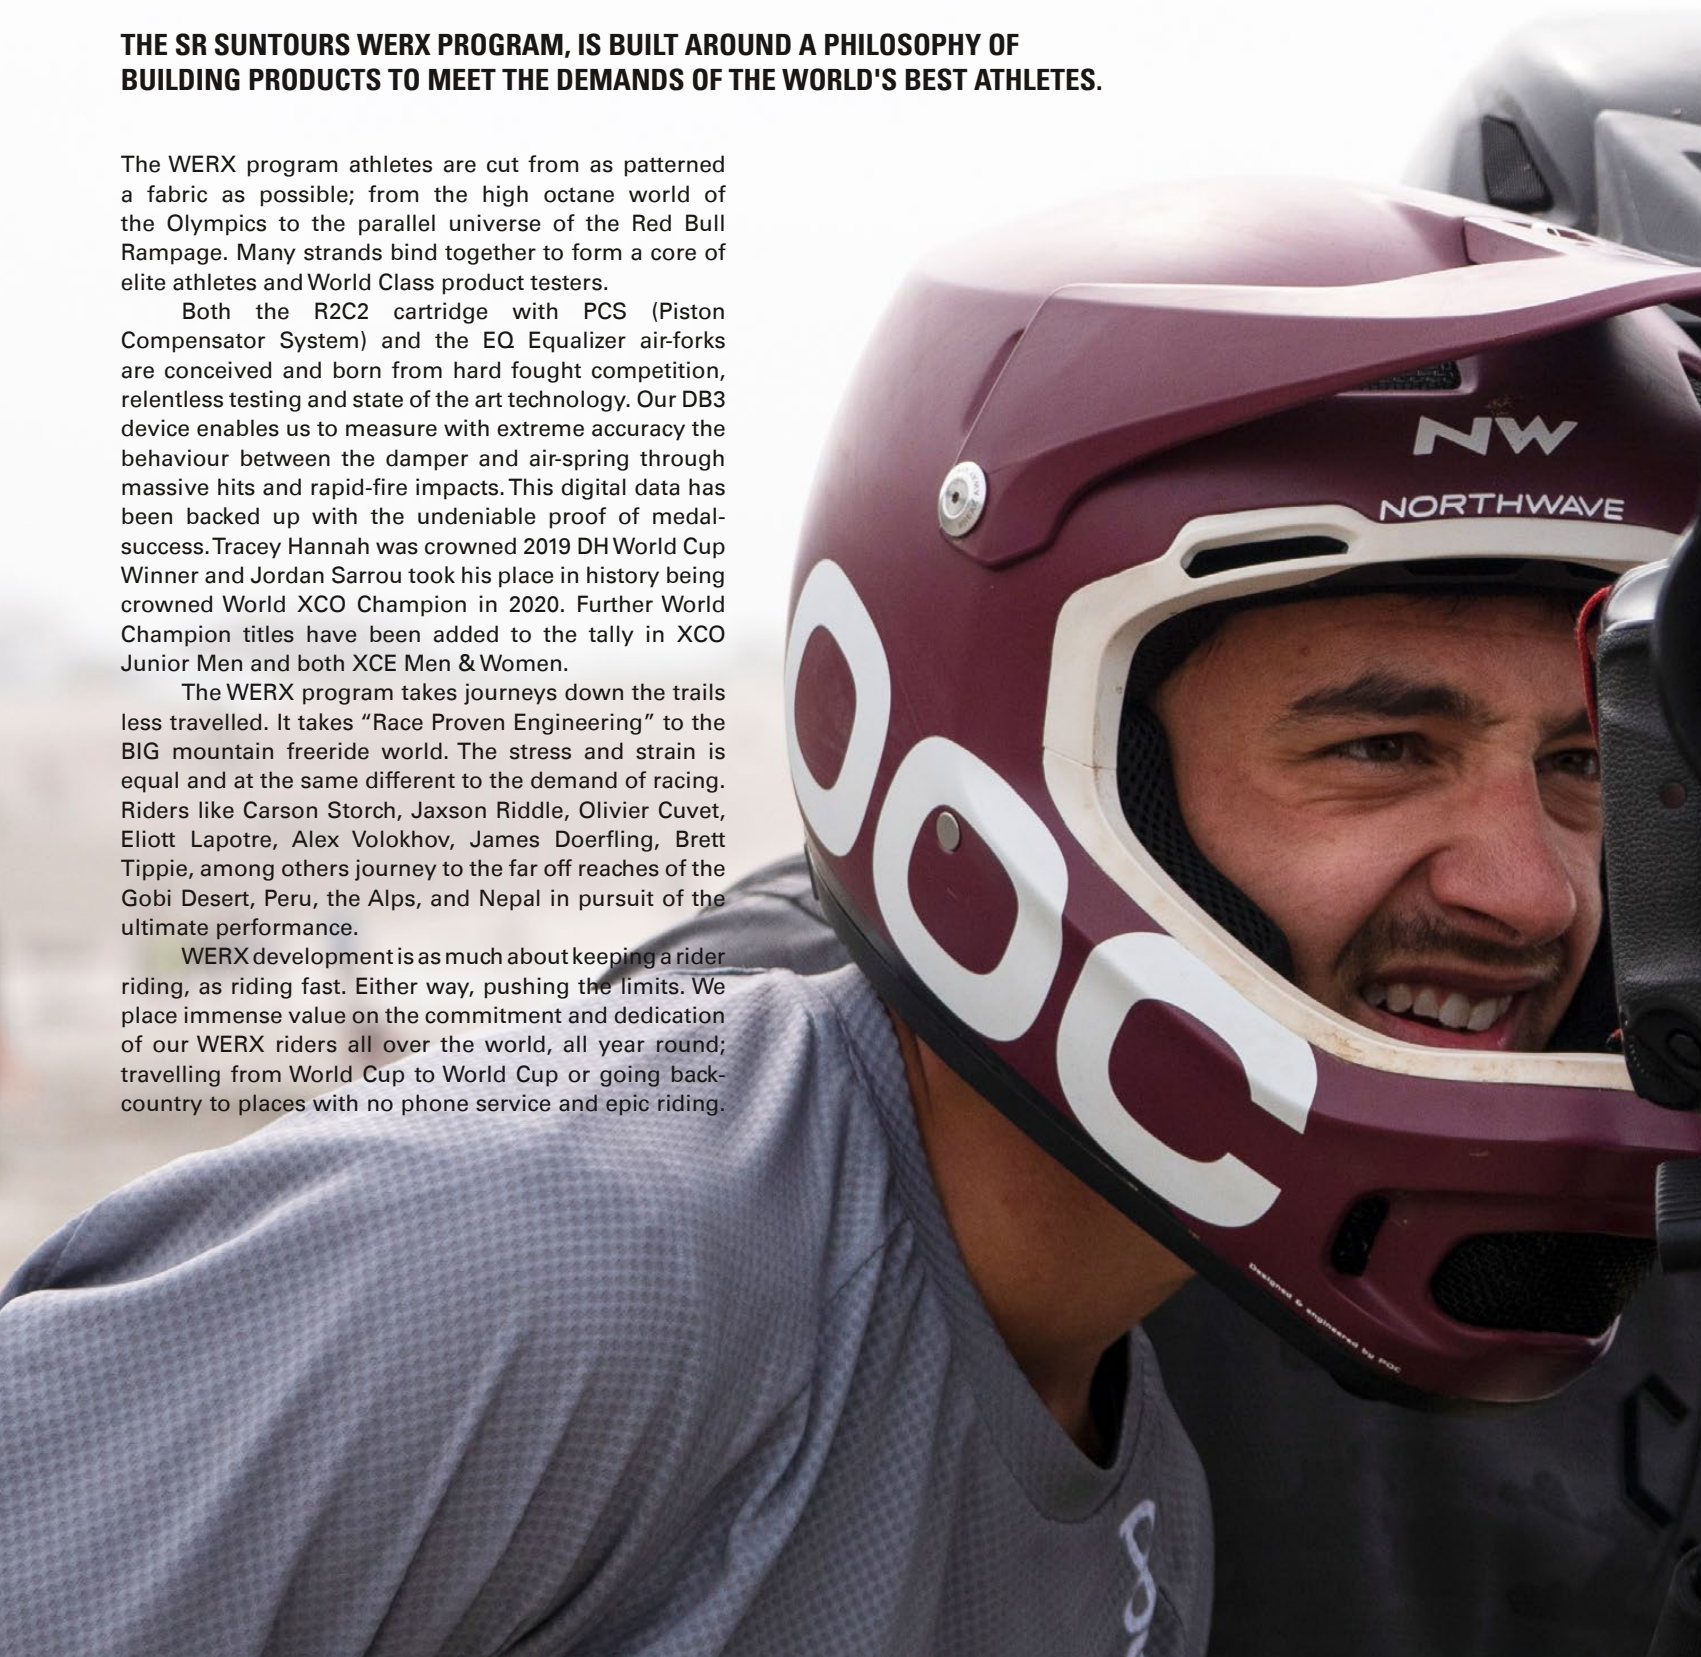 THE SR SUNTOURS WERX PROGRAM, IS BUILT AROUND A PHILOSOPHY OF
BUILDING PRODUCTS TO MEET THE DEMANDS OF THE WORLD'S BEST ATHLETES.
The WERX program athletes are cut from as patterned
a fabric as possible; from the high octane world of
the Olympics to the parallel universe of the Red Bull
Rampage. Many strands bind together to form a core of
elite athletes and World Class product testers.
Both the R2C2 cartridge with PCS (Piston
Compensator System) and the EQ Equalizer air-forks
are conceived and born from hard fought competition,
relentless testing and state of the art technology. Our DB3
device enables us to measure with extreme accuracy the
behaviour between the damper and air-spring through
massive hits and rapid-fire impacts. This digital data has
been backed up with the undeniable proof of medal-
success. Tracey Hannah was crowned 2019 DH World Cup
Winner and Jordan Sarrou took his place in history being
crowned World XCO Champion in 2020. Further World
Champion titles have been added to the tally in XCO
Junior Men and both XCE Men & Women.
The WERX program takes journeys down the trails
less travelled. It takes “Race Proven Engineering” to the
BIG mountain freeride world. The stress and strain is
equal and at the same different to the demand of racing.
Riders like Carson Storch, Jaxson Riddle, Olivier Cuvet,
Eliott Lapotre, Alex Volokhov, James Doerfling, Brett
Tippie, among others journey to the far off reaches of the
Gobi Desert, Peru, the Alps, and Nepal in pursuit of the
ultimate performance.
WERX development is as much about keeping a rider
riding, as riding fast. Either way, pushing the limits. We
place immense value on the commitment and dedication
of our WERX riders all over the world, all year round;
travelling from World Cup to World Cup or going back-
country to places with no phone service and epic riding.
NW
NORTHWAVE
OOC
Designed & engineered by POC